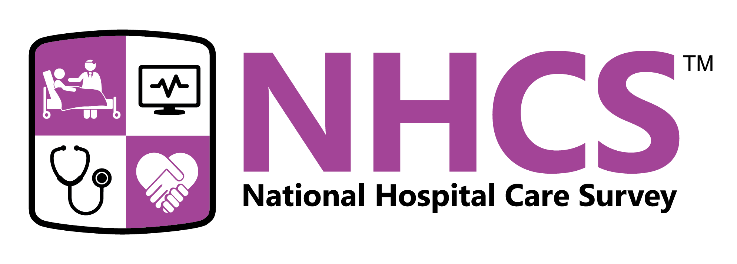 NHCS™
National Hospital Care Survey